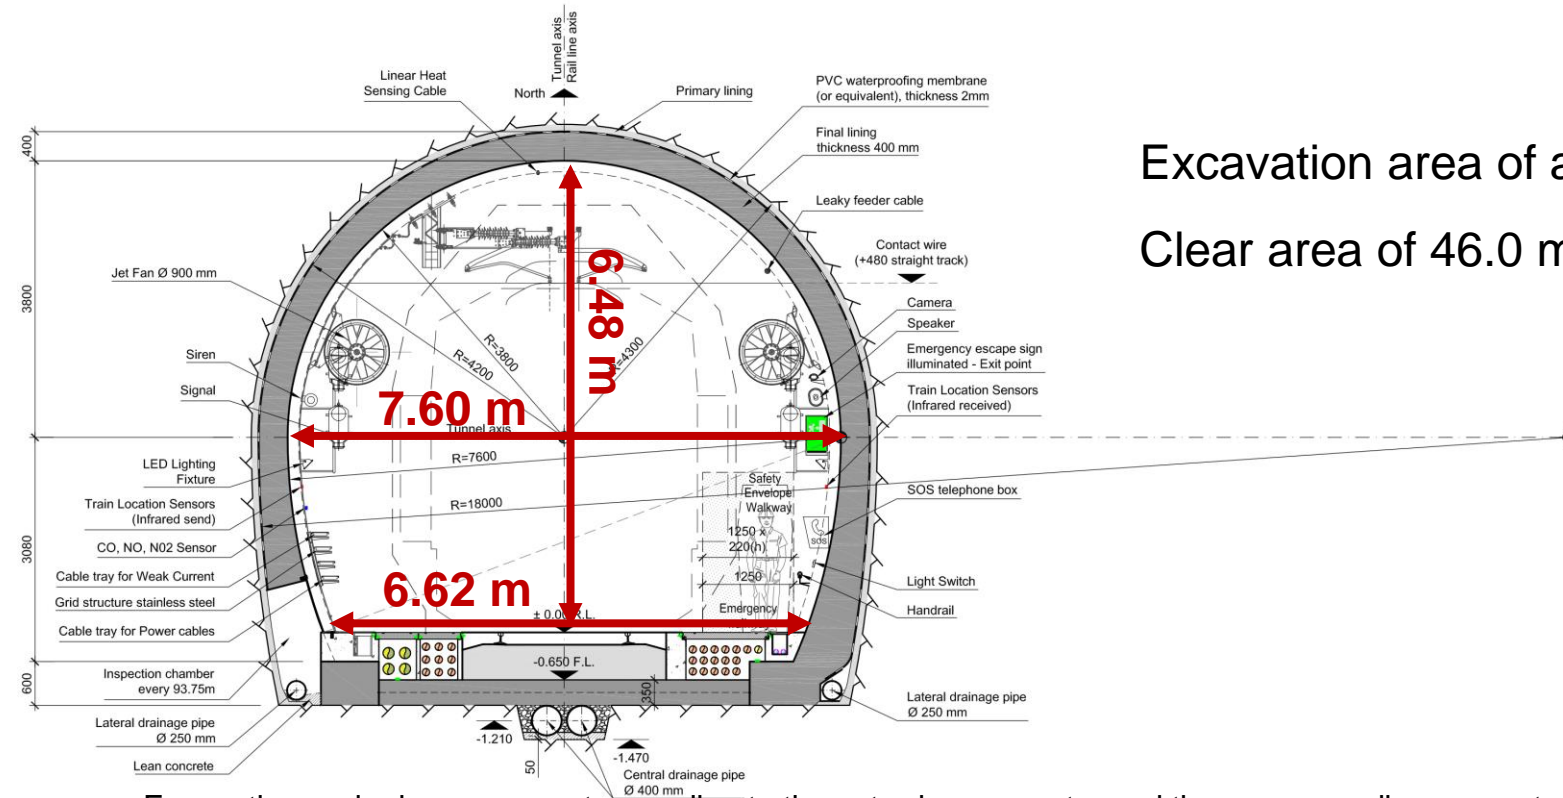 Tunnel axis
Rail line axis
North
Linear Heat
Sensing Cable
Primary lining
PVC waterproofing membrane
(or equivalent), thickness 2mm
Final lining
thickness 400 mm
Leaky feeder cable
Contact wire
(+480 straight track)
Excavation area of a
Clear area of 46.0 m
400
3800
3080
600
Jet Fan Ø 900 mm
Siren
Signal
LED Lighting
Fixture
Train Location Sensors
(Infrared send)
CO, NO, N02 Sensor
Cable tray for Weak Current
Grid structure stainless steel
Cable tray for Power cables
Inspection chamber
every 93.75m
Lateral drainage pipe
Ø 250 mm
Lean concrete
R=3800
R=4200
R=4300
6.48 m
7.60 m
Tunnel axis
R=7600
R=18000
6.62 m
± 0.00 R.L.
-0.650 F.L.
350
Safety
Envelope
Walkway
1250 x
220(h)
1250
Emergency
SOS
Camera
Speaker
Emergency escape sign
illuminated - Exit point
Train Location Sensors
(Infrared received)
SOS telephone box
Light Switch
Handrail
Lateral drainage pipe
Ø 250 mm
-1.210
-1.470
50
Central drainage pipe
Ø 400 mm